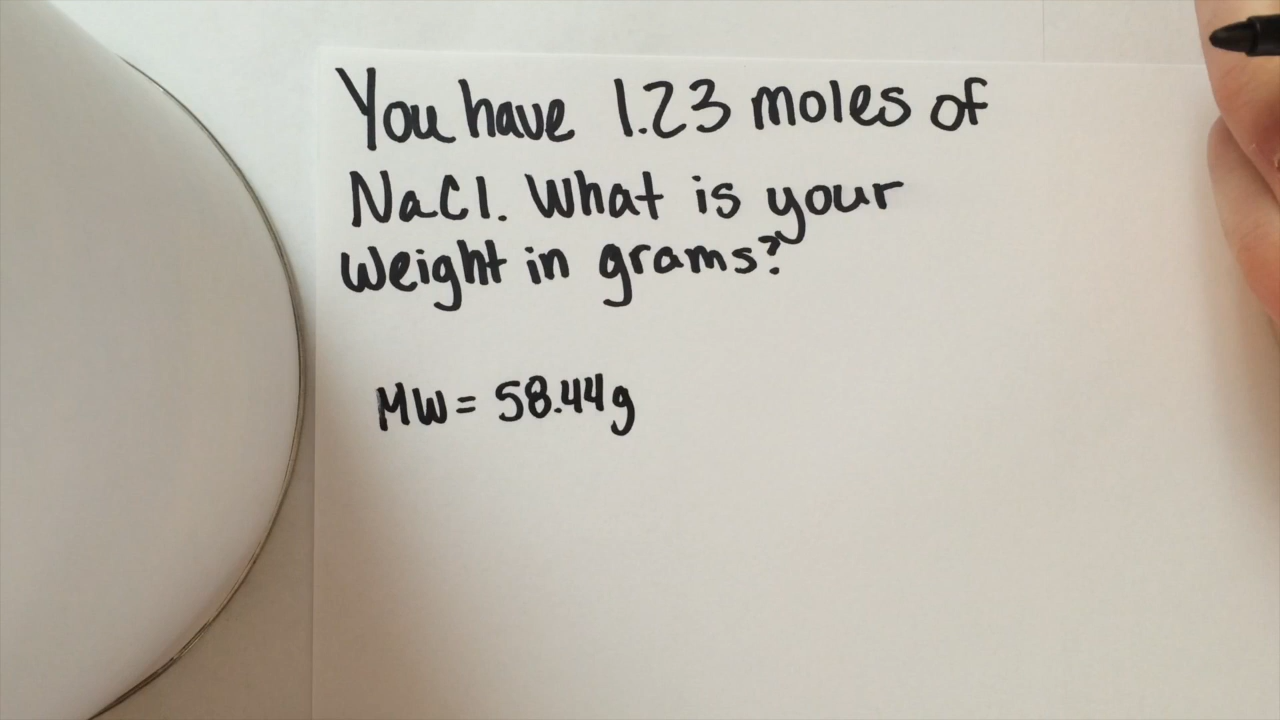 You have 1.23 moles of
NaCl. What is your
weight in grams?
MW = 58.44g